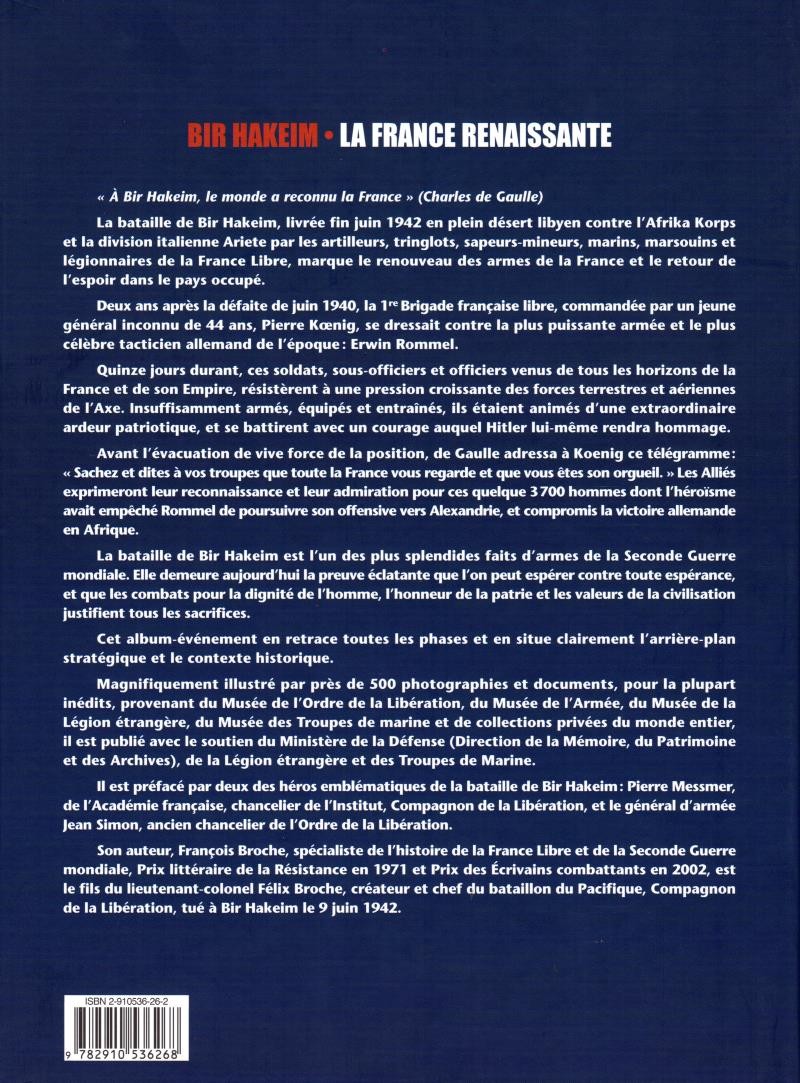 BIR HAKEIM • LA FRANCE RENAISSANTE
« À Bir Hakeim, le monde a reconnu la France » (Charles de Gaulle)
La bataille de Bir Hakeim, livrée fin juin 1942 en plein désert libyen contre l'Afrika Korps
et la division italienne Ariete par les artilleurs, tringlots, sapeurs-mineurs, marins, marsouins et
légionnaires de la France Libre, marque le renouveau des armes de la France et le retour de
l'espoir dans le pays occupé.
Deux ans après la défaite de juin 1940, la 1re Brigade française libre, commandée par un jeune
général inconnu de 44 ans, Pierre Kœnig, se dressait contre la plus puissante armée et le plus
célèbre tacticien allemand de l'époque : Erwin Rommel.
Quinze jours durant, ces soldats, sous-officiers et officiers venus de tous les horizons de la
France et de son Empire, résistèrent à une pression croissante des forces terrestres et aériennes
de l'Axe. Insuffisamment armés, équipés et entraînés, ils étaient animés d'une extraordinaire
ardeur patriotique, et se battirent avec un courage auquel Hitler lui-même rendra hommage.
Avant l'évacuation de vive force de la position, de Gaulle adressa à Koenig ce télégramme :
« Sachez et dites à vos troupes que toute la France vous regarde et que vous êtes son orgueil. » Les Alliés
exprimeront leur reconnaissance et leur admiration pour ces quelque 3 700 hommes dont l'héroïsme
avait empêché Rommel de poursuivre son offensive vers Alexandrie, et compromis la victoire allemande
en Afrique.
La bataille de Bir Hakeim est l'un des plus splendides faits d'armes de la Seconde Guerre
mondiale. Elle demeure aujourd'hui la preuve éclatante que l'on peut espérer contre toute espérance,
et que les combats pour la dignité de l'homme, l'honneur de la patrie et les valeurs de la civilisation
justifient tous les sacrifices.
Cet album-événement en retrace toutes les phases et en situe clairement l'arrière-plan
stratégique et le contexte historique.
Magnifiquement illustré par près de 500 photographies et documents, pour la plupart
inédits, provenant du Musée de l'Ordre de la Libération, du Musée de l'Armée, du Musée de la
Légion étrangère, du Musée des Troupes de marine et de collections privées du monde entier,
il est publié avec le soutien du Ministère de la Défense (Direction de la Mémoire, du Patrimoine
et des Archives), de la Légion étrangère et des Troupes de Marine.
Il est préfacé par deux des héros emblématiques de la bataille de Bir Hakeim : Pierre Messmer,
de l'Académie française, chancelier de l'Institut, Compagnon de la Libération, et le général d'armée
Jean Simon, ancien chancelier de l'Ordre de la Libération.
Son auteur, François Broche, spécialiste de l'histoire de la France Libre et de la Seconde Guerre
mondiale, Prix littéraire de la Résistance en 1971 et Prix des Écrivains combattants en 2002, est
le fils du lieutenant-colonel Félix Broche, créateur et chef du bataillon du Pacifique, Compagnon
de la Libération, tué à Bir Hakeim le 9 juin 1942.
ISBN 2-910536-26-2
9 782910 536268